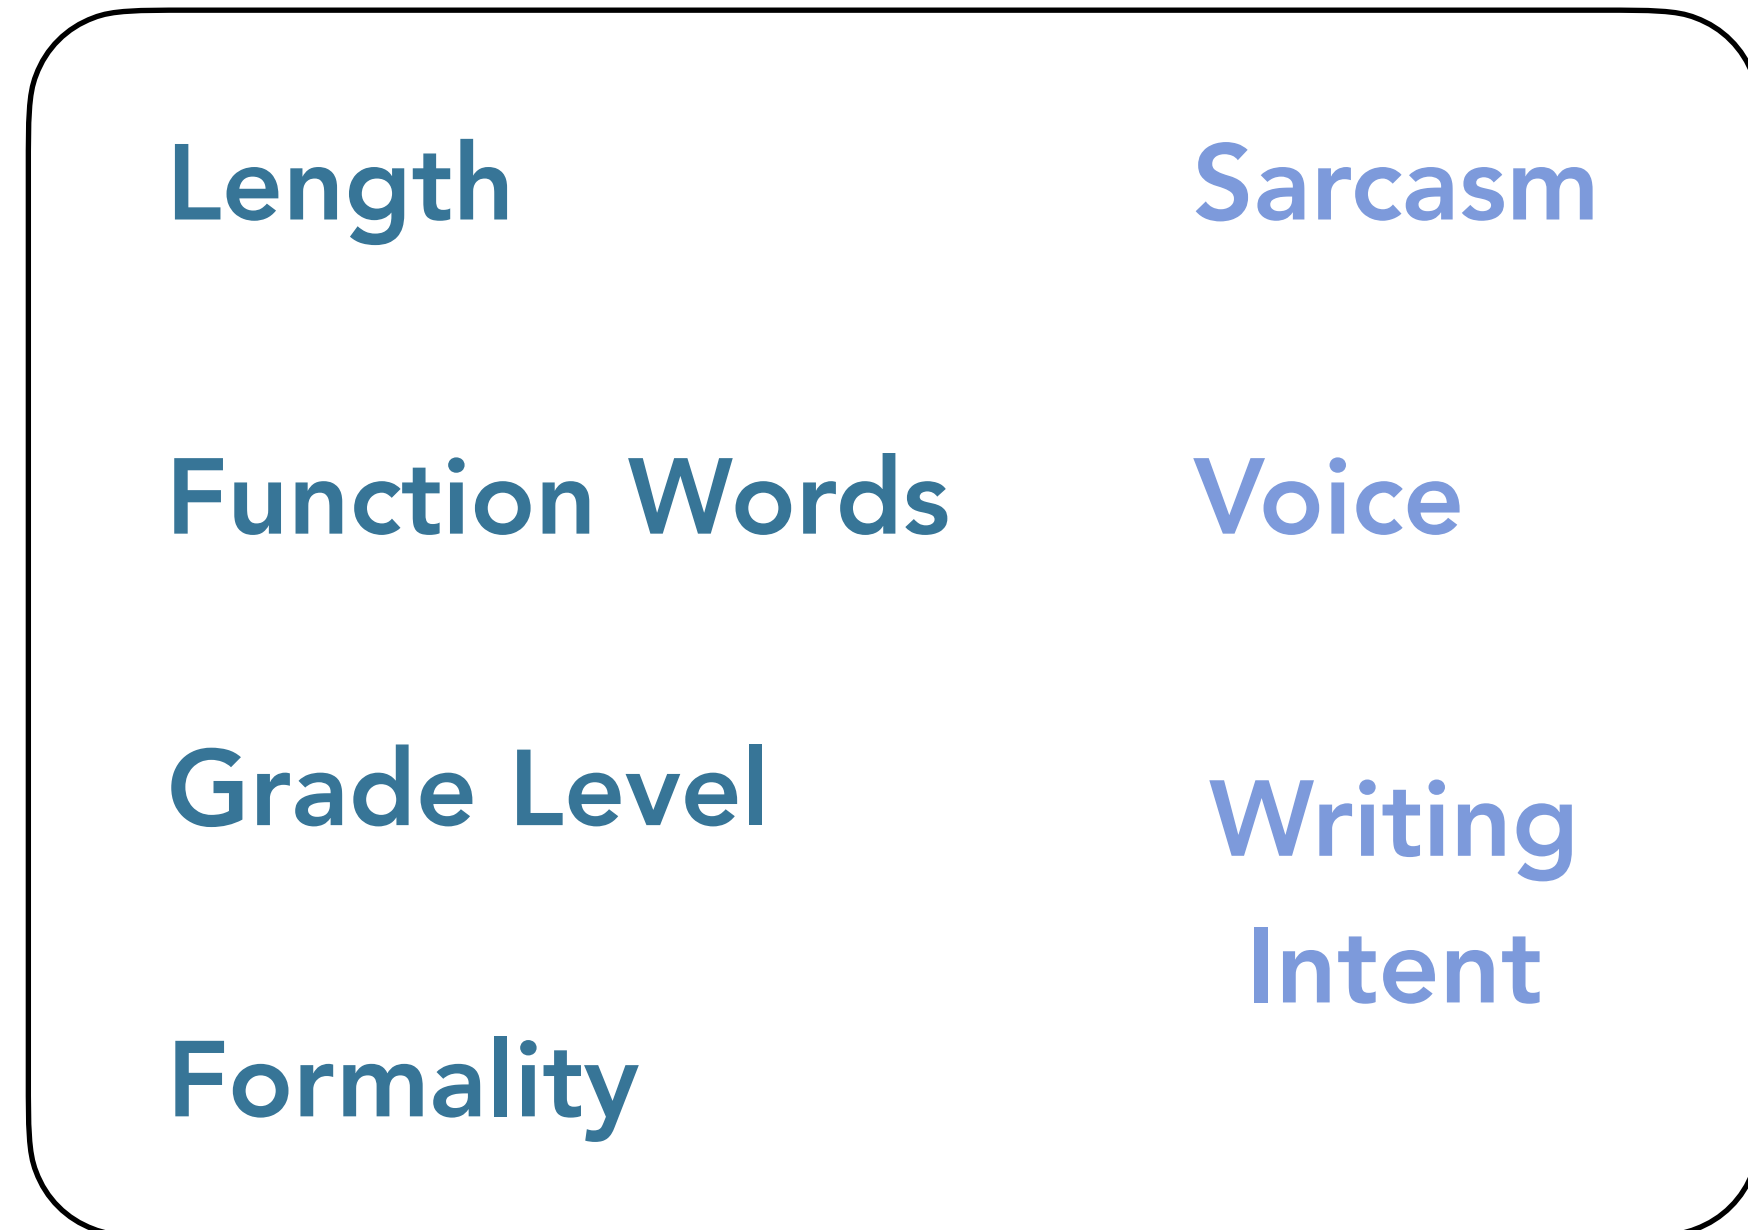 Length
Function Words
Grade Level
Formality
Sarcasm
Voice
Writing
Intent